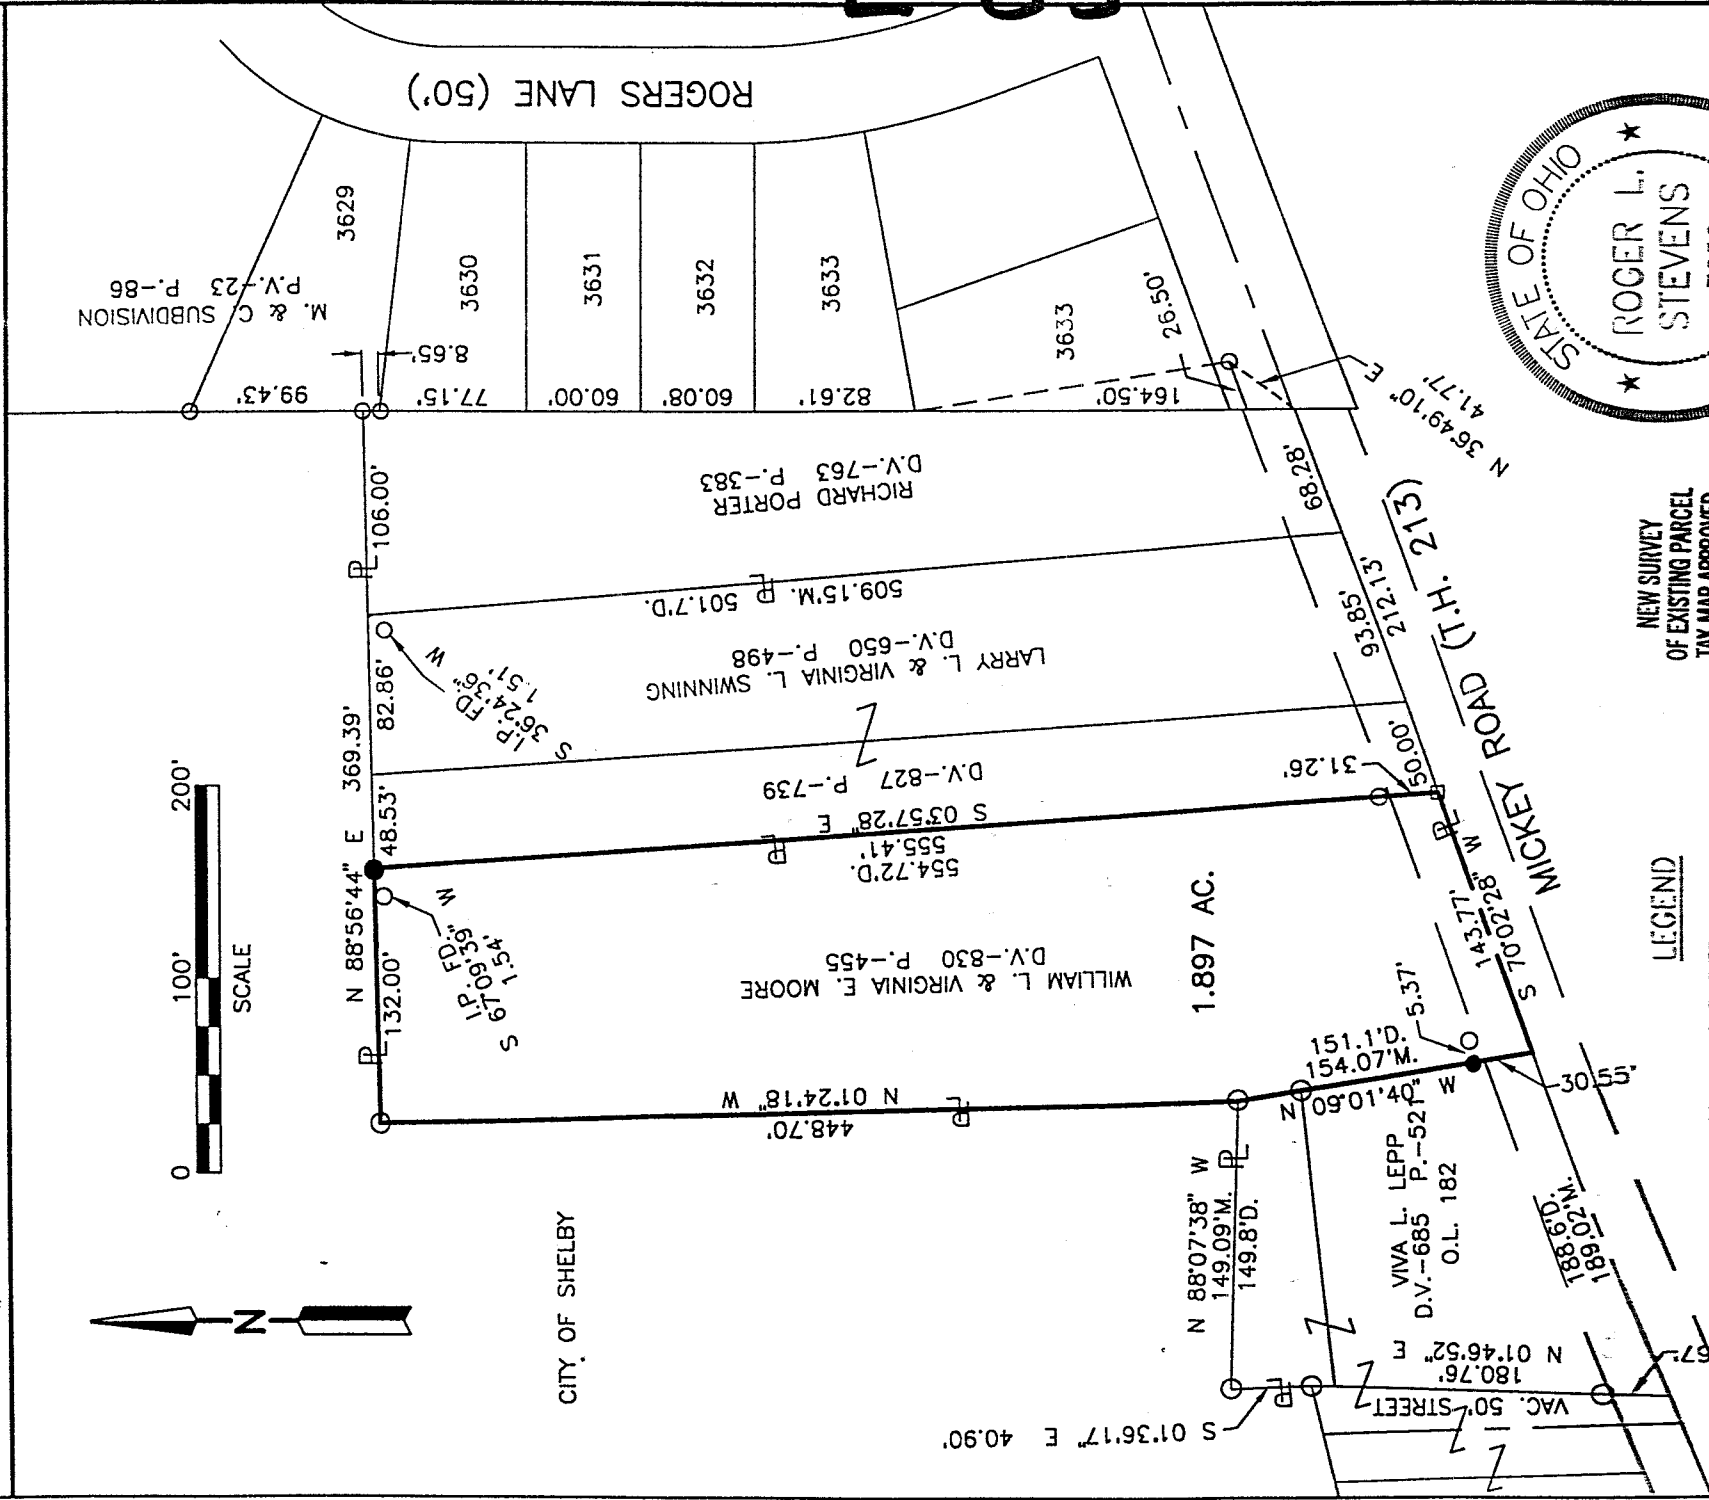 ROGERS LANE (50')
M. & C. SUBDIVISION
P.V.-23 P.-86
3629
3630
3631
3632
3633
3633
8.65'
99.43'
77.15'
60.00'
60.08'
82.61'
164.50'
26.50'
N 36°49'10" E
41.77'
STATE OF OHIO
ROGER L.
STEVENS
NEW SURVEY
OF EXISTING PARCEL
TAX MAP APPROVED
RICHARD PORTER
D.V.-763 P.-383
106.00'
68.28'
509.15'M. 501.7'D.
LARRY L. & VIRGINIA L. SWINNING
D.V.-650 P.-498
I.P. FD.
S 36°24'36" W
1.51'
82.86'
93.85'
212.13'
MICKEY ROAD (T.H. 213)
N 88°56'44" E 369.39'
48.53'
D.V.-827 P.-739
50.00'
31.26'
S 03°57'28" E
555.41'
554.72'D.
I.P. FD.
S 67°09'39" W
1.54'
132.00'
WILLIAM L. & VIRGINIA E. MOORE
D.V.-830 P.-455
1.897 AC.
143.77'
S 70°02'28" W
5.37'
151.1'D.
154.07'M.
N 09°01'40" W
30.55'
N 01°24'18" W
448.70'
0 100' 200'
SCALE
N
CITY OF SHELBY
N 88°07'38" W
149.09'M.
149.8'D.
VIVA L. LEPP
D.V.-685 P.-521
O.L. 182
188.6'D.
189.02'M.
N 01°46'52" E
180.76'
VAC. 50' STREET
S 01°36'17" E 40.90'
LEGEND